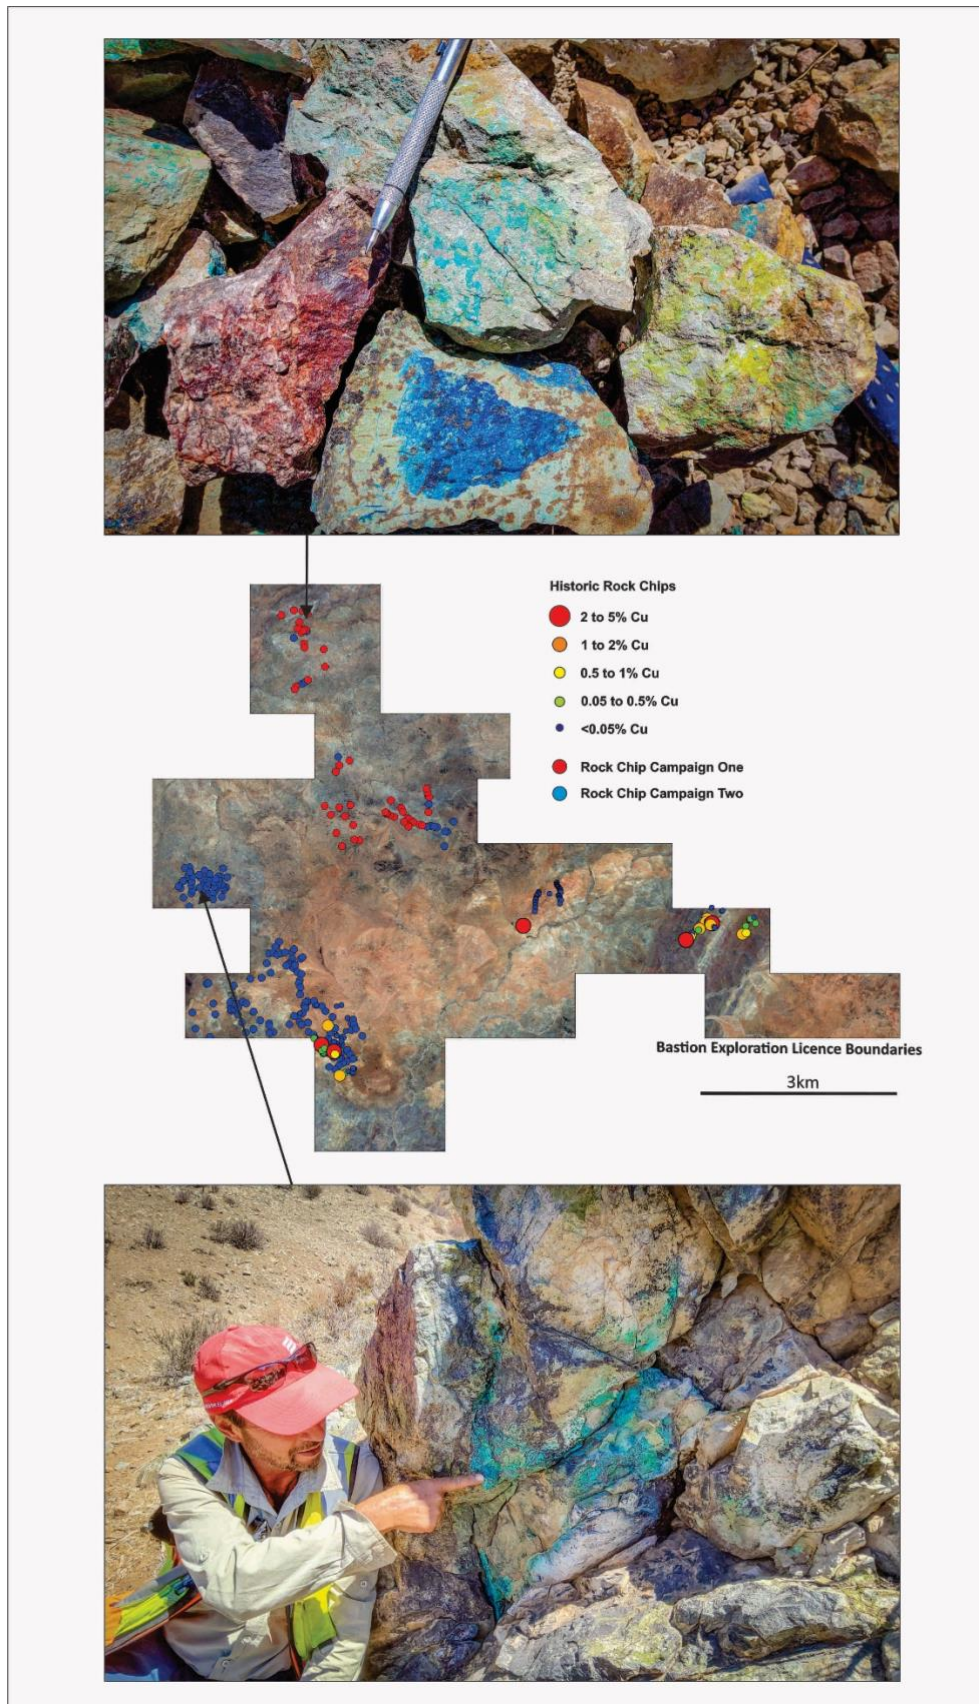 Historic Rock Chips
2 to 5% Cu
1 to 2% Cu
0.5 to 1% Cu
0.05 to 0.5% Cu
<0.05% Cu
Rock Chip Campaign One
Rock Chip Campaign Two
Bastion Exploration Licence Boundaries
3km